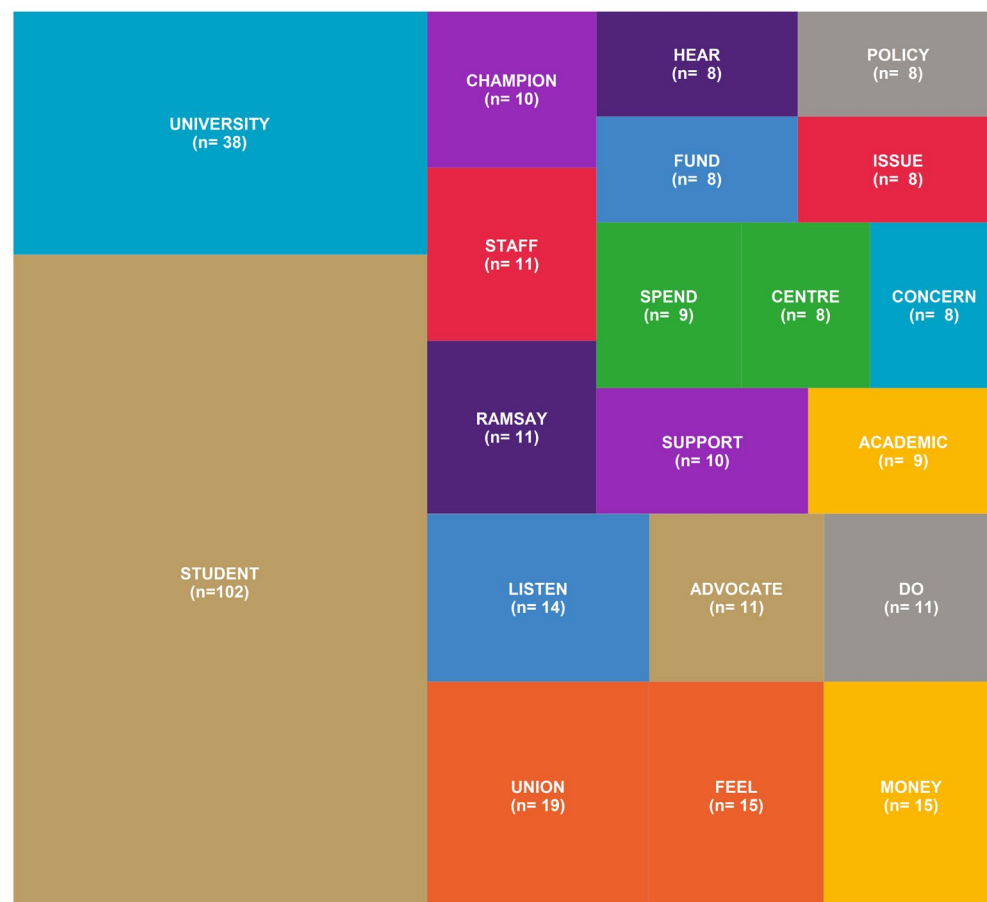 UNIVERSITY
(n= 38)
STUDENT
(n=102)
CHAMPION
(n= 10)
STAFF
(n= 11)
RAMSAY
(n= 11)
HEAR
(n=  8)
POLICY
(n=  8)
FUND
(n=  8)
ISSUE
(n=  8)
SPEND
(n=  9)
CENTRE
(n=  8)
CONCERN
(n=  8)
SUPPORT
(n= 10)
ACADEMIC
(n=  9)
LISTEN
(n= 14)
ADVOCATE
(n= 11)
DO
(n= 11)
UNION
(n= 19)
FEEL
(n= 15)
MONEY
(n= 15)